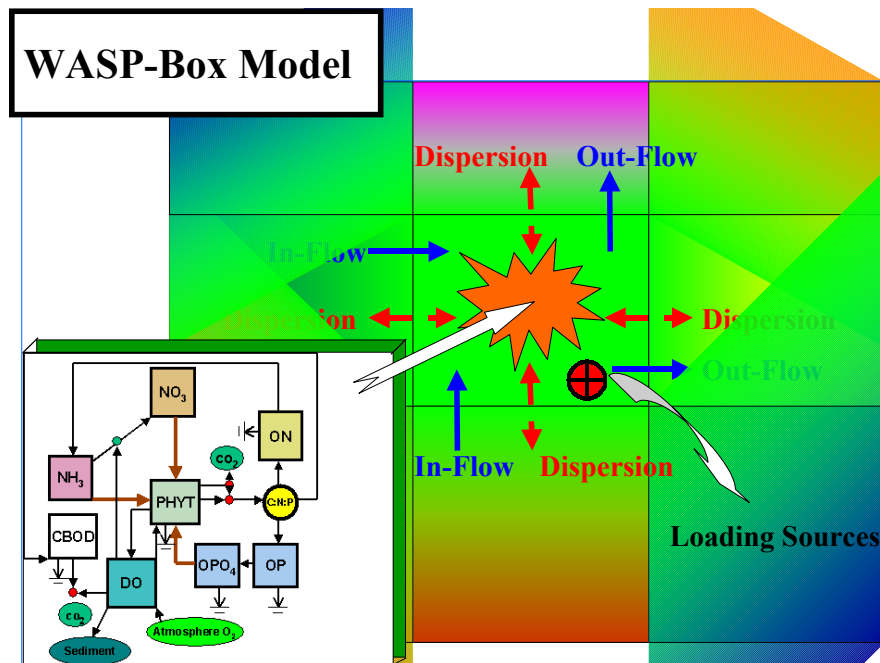 WASP-Box Model
Dispersion
Out-Flow
In-Flow
Dispersion
Dispersion
Out-Flow
In-Flow
Dispersion
Loading Sources
NO3
ON
CO2
NH3
PHYT
C:N:P
CBOD
OPO4
OP
DO
CO2
Atmosphere O2
Sediment